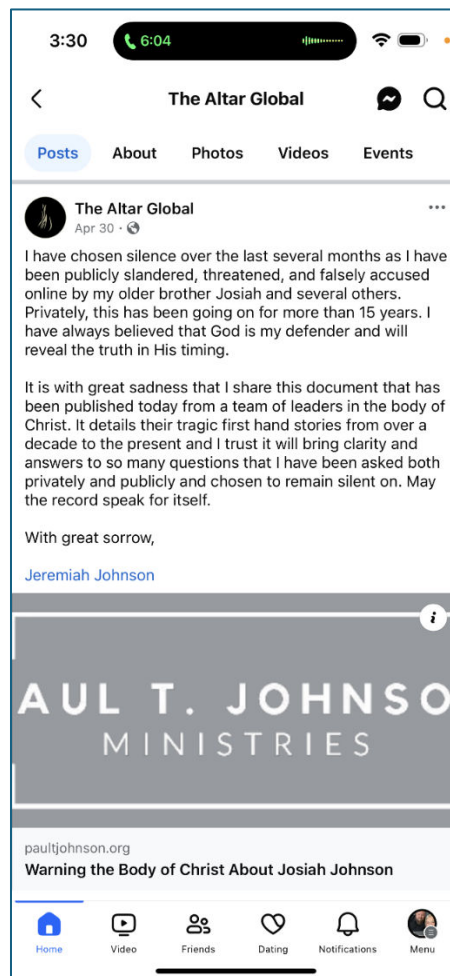 3:30
6:04
The Altar Global
Posts About Photos Videos Events
The Altar Global
Apr 30 ·
I have chosen silence over the last several months as I have
been publicly slandered, threatened, and falsely accused
online by my older brother Josiah and several others.
Privately, this has been going on for more than 15 years. I
have always believed that God is my defender and will
reveal the truth in His timing.
It is with great sadness that I share this document that has
been published today from a team of leaders in the body of
Christ. It details their tragic first hand stories from over a
decade to the present and I trust it will bring clarity and
answers to so many questions that I have been asked both
privately and publicly and chosen to remain silent on. May
the record speak for itself.
With great sorrow,
Jeremiah Johnson
i
AUL T. JOHNSO
MINISTRIES
paultjohnson.org
Warning the Body of Christ About Josiah Johnson
Home Video Friends Dating Notifications Menu